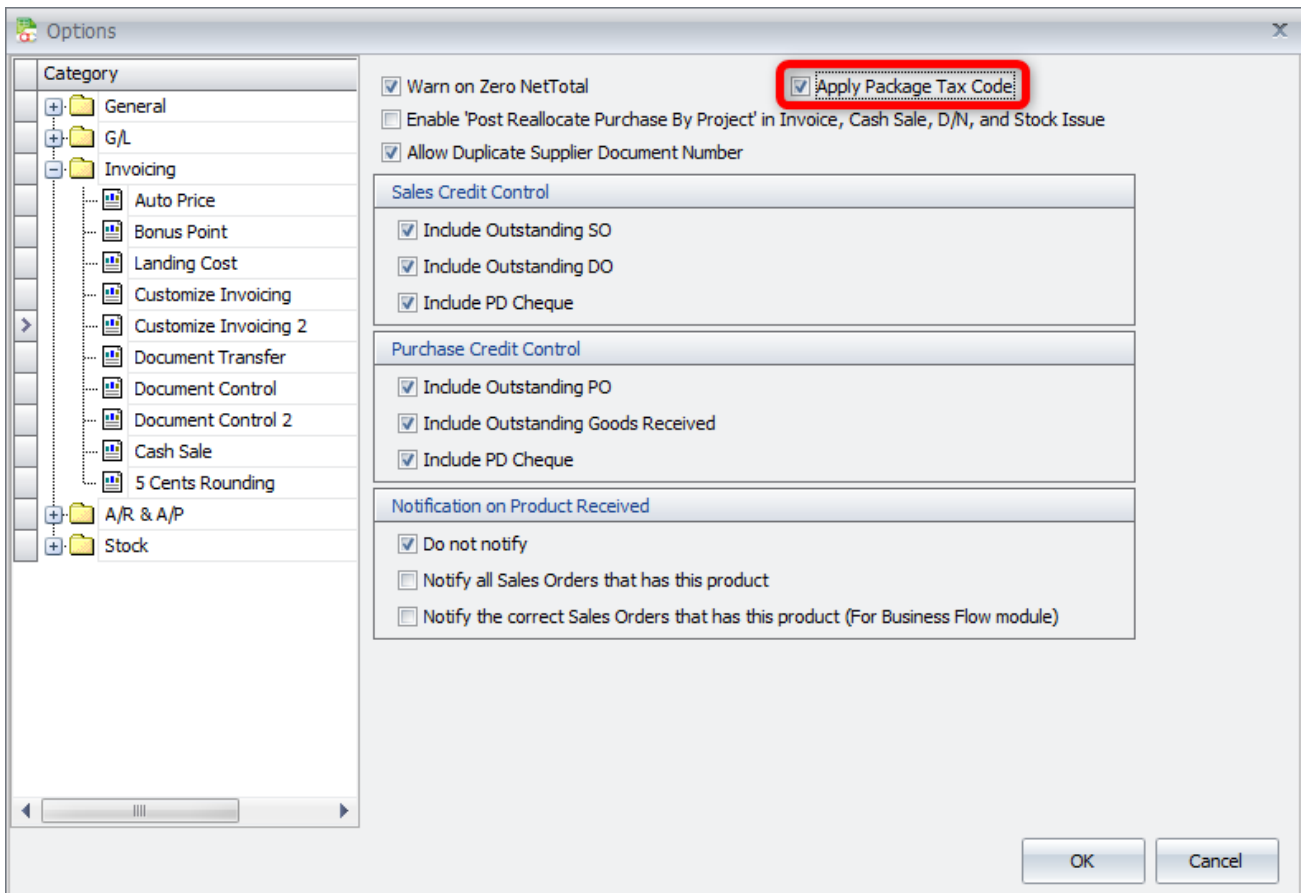 Options
Category
General
G/L
Invoicing
Auto Price
Bonus Point
Landing Cost
Customize Invoicing
Customize Invoicing 2
Document Transfer
Document Control
Document Control 2
Cash Sale
5 Cents Rounding
A/R & A/P
Stock
Warn on Zero NetTotal
Apply Package Tax Code
Enable 'Post Reallocate Purchase By Project' in Invoice, Cash Sale, D/N, and Stock Issue
Allow Duplicate Supplier Document Number
Sales Credit Control
Include Outstanding SO
Include Outstanding DO
Include PD Cheque
Purchase Credit Control
Include Outstanding PO
Include Outstanding Goods Received
Include PD Cheque
Notification on Product Received
Do not notify
Notify all Sales Orders that has this product
Notify the correct Sales Orders that has this product (For Business Flow module)
OK
Cancel